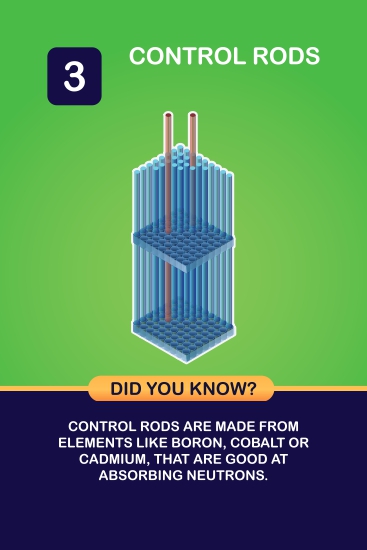 3
CONTROL RODS
DID YOU KNOW?
CONTROL RODS ARE MADE FROM
ELEMENTS LIKE BORON, COBALT OR
CADMIUM, THAT ARE GOOD AT
ABSORBING NEUTRONS.